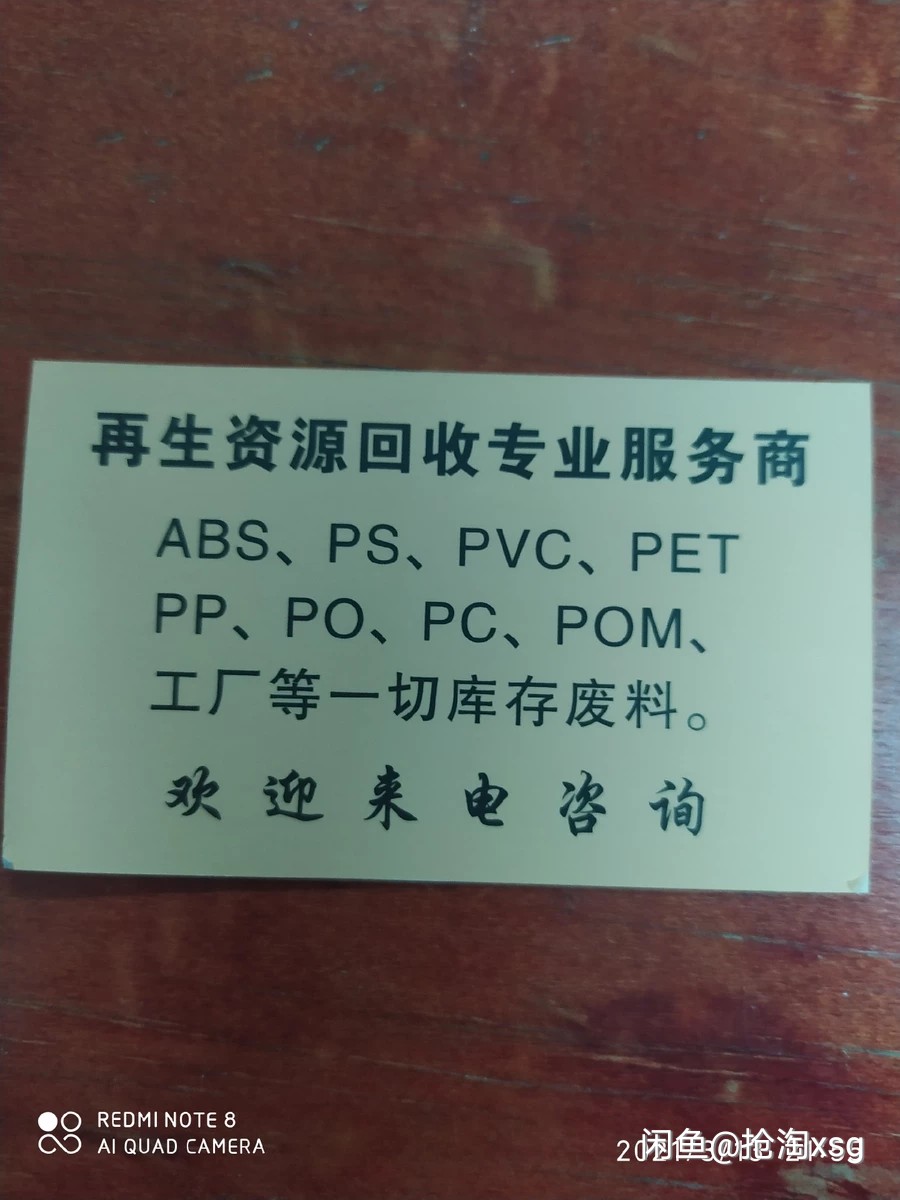 再生资源回收专业服务商
ABS、PS、PVC、PET
PP、PO、PC、POM、
工厂等一切库存废料。
欢迎来电咨询
REDMI NOTE 8
AI QUAD CAMERA
闲鱼@抢淘xsg